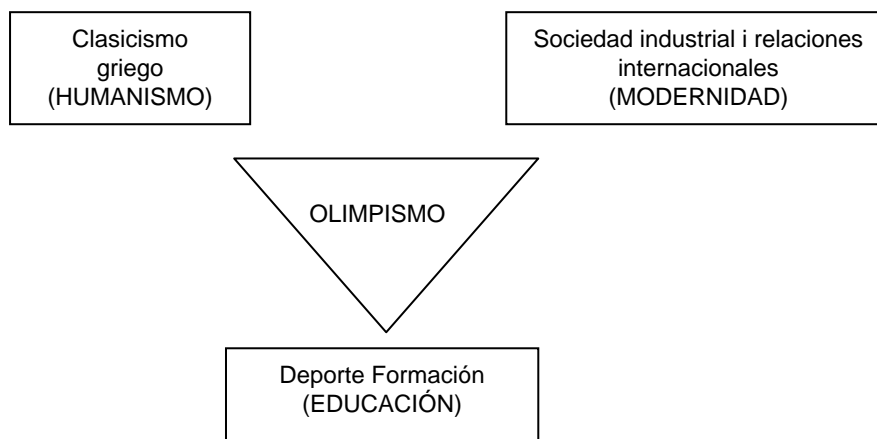 Clasicismo
griego
(HUMANISMO)
Sociedad industrial i relaciones
internacionales
(MODERNIDAD)
OLIMPISMO
Deporte Formación
(EDUCACIÓN)